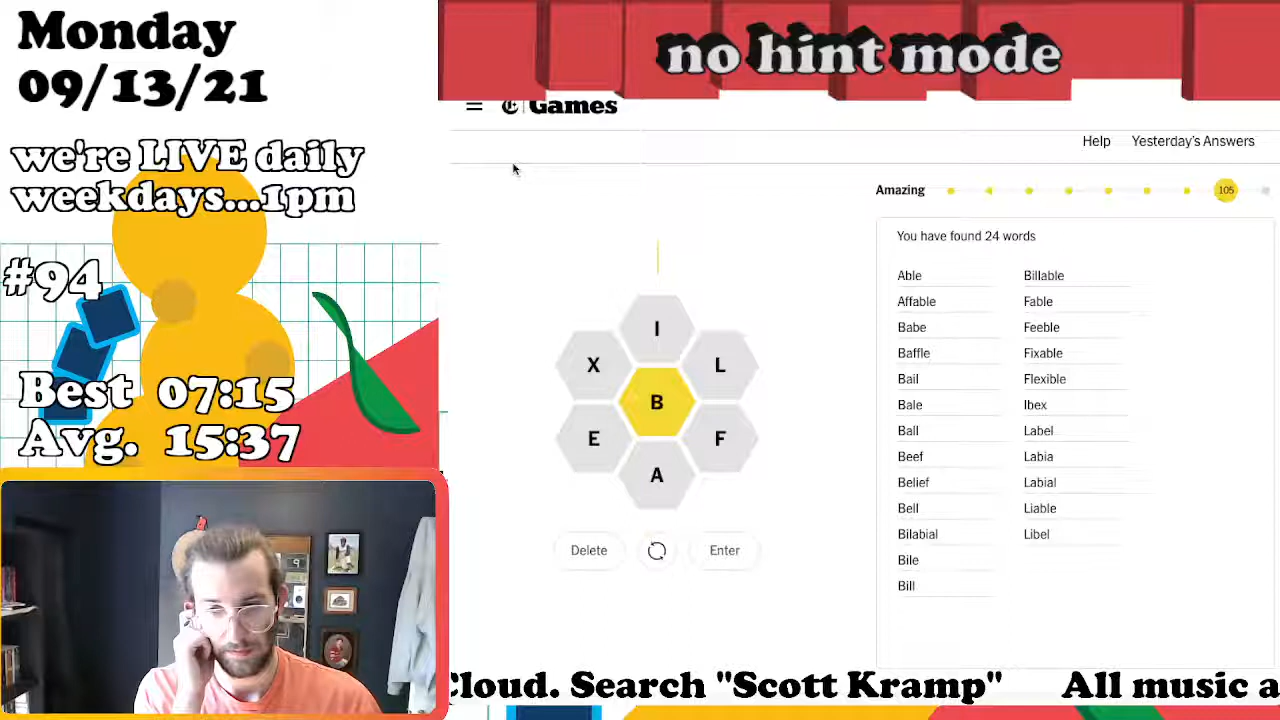 Monday
09/13/21
we're LIVE daily
weekdays...1pm
#94
Best 07:15
Avg. 15:37
no hint mode
Games
Help Yesterday's Answers
Amazing 105
You have found 24 words
Able Billable
Affable Fable
Babe Feeble
Baffle Fixable
Bail Flexible
Bale Ibex
Ball Label
Beef Labia
Belief Labial
Bell Liable
Bilabial Libel
Bile
Bill
I
X L
B
E F
A
Delete Enter
Cloud. Search "Scott Kramp" All music a